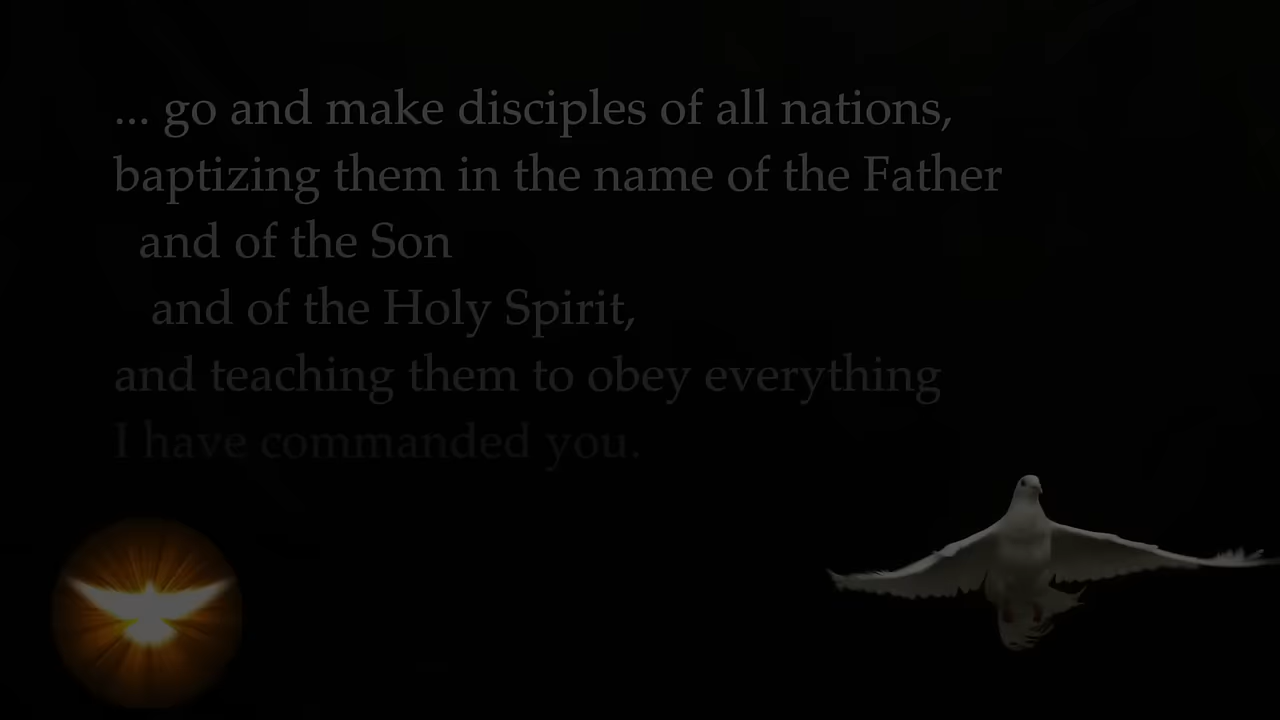 ... go and make disciples of all nations,
baptizing them in the name of the Father
and of the Son
and of the Holy Spirit,
and teaching them to obey everything
I have commanded you.